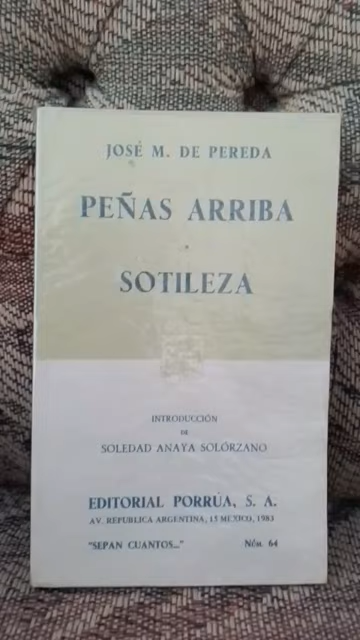 JOSÉ M. DE PEREDA
PEÑAS ARRIBA
SOTILEZA
INTRODUCCIÓN
DE
SOLEDAD ANAYA SOLÓRZANO
EDITORIAL PORRÚA, S. A.
AV. REPUBLICA ARGENTINA, 15 MEXICO, 1983
"SEPAN CUANTOS..." NÚM. 64